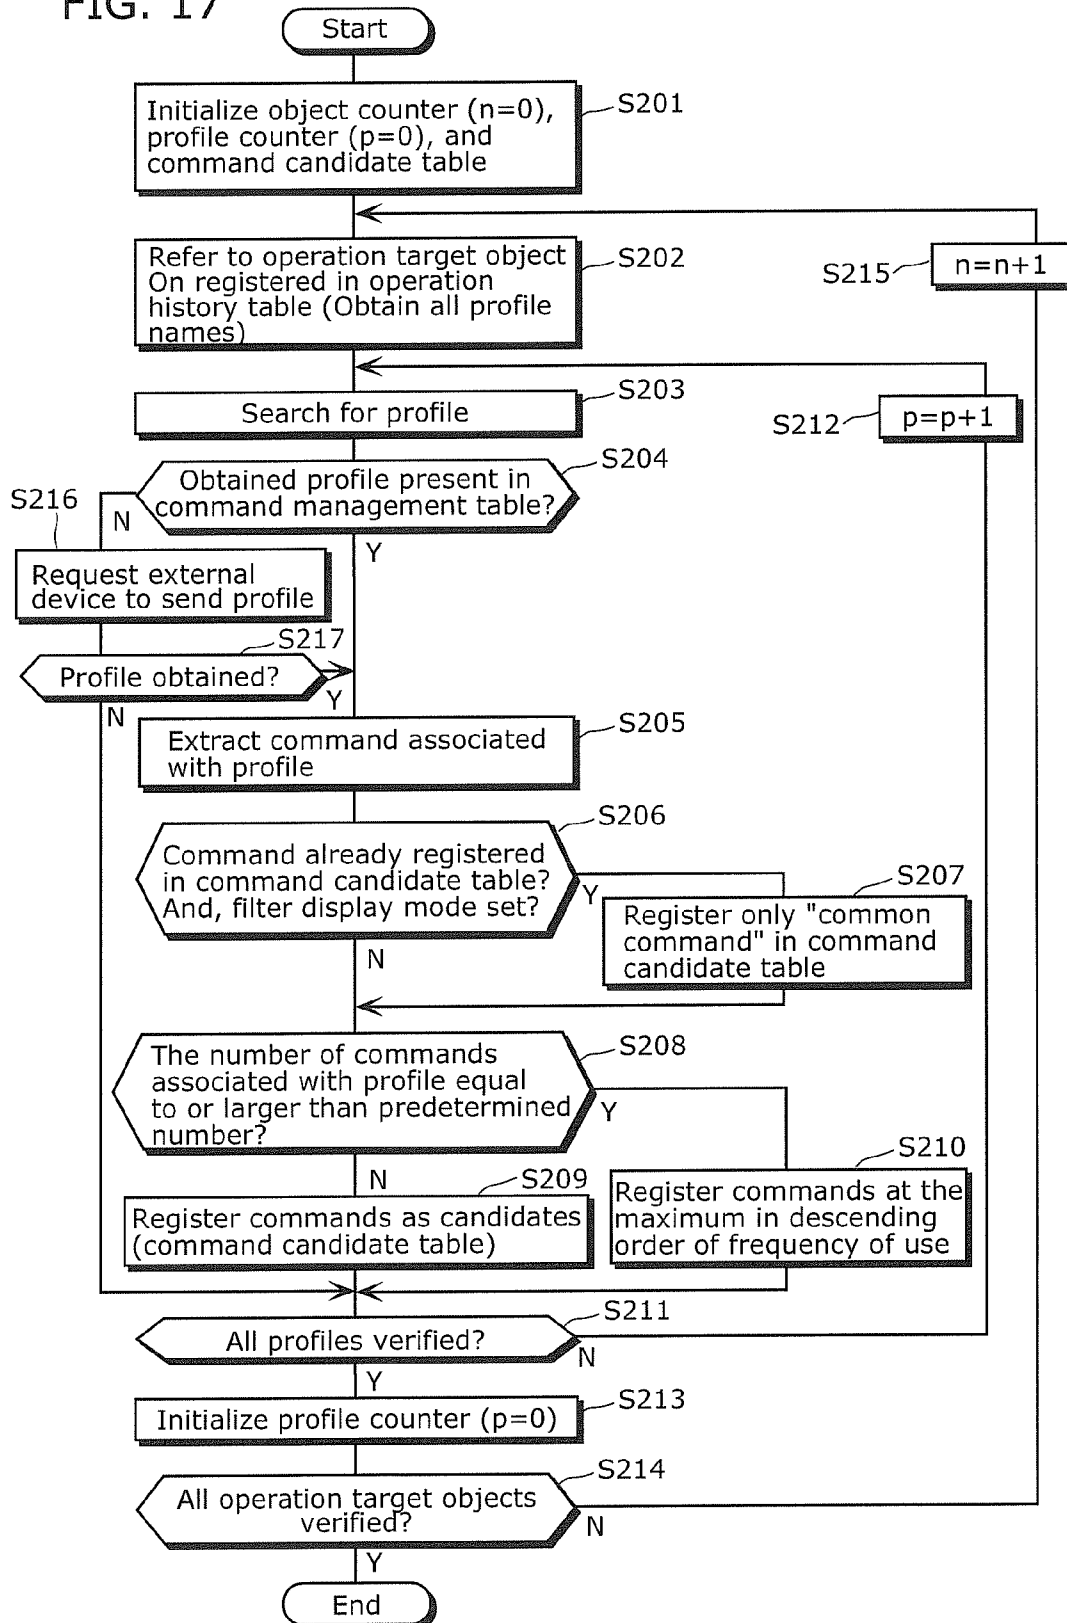 FIG. 17
Start
Initialize object counter (n=0),
profile counter (p=0), and
command candidate table
S201
Refer to operation target object
On registered in operation
history table (Obtain all profile
names)
S202
S215
n=n+1
Search for profile
S203
S212
p=p+1
Obtained profile present in
command management table?
S204
N
Y
S216
Request external
device to send profile
S217
Profile obtained?
Y
N
Extract command associated
with profile
S205
Command already registered
in command candidate table?
And, filter display mode set?
S206
Y
N
S207
Register only "common
command" in command
candidate table
The number of commands
associated with profile equal
to or larger than predetermined
number?
S208
Y
N
S209
Register commands as candidates
(command candidate table)
S210
Register commands at the
maximum in descending
order of frequency of use
All profiles verified?
S211
N
Y
Initialize profile counter (p=0)
S213
All operation target objects
verified?
S214
N
Y
End